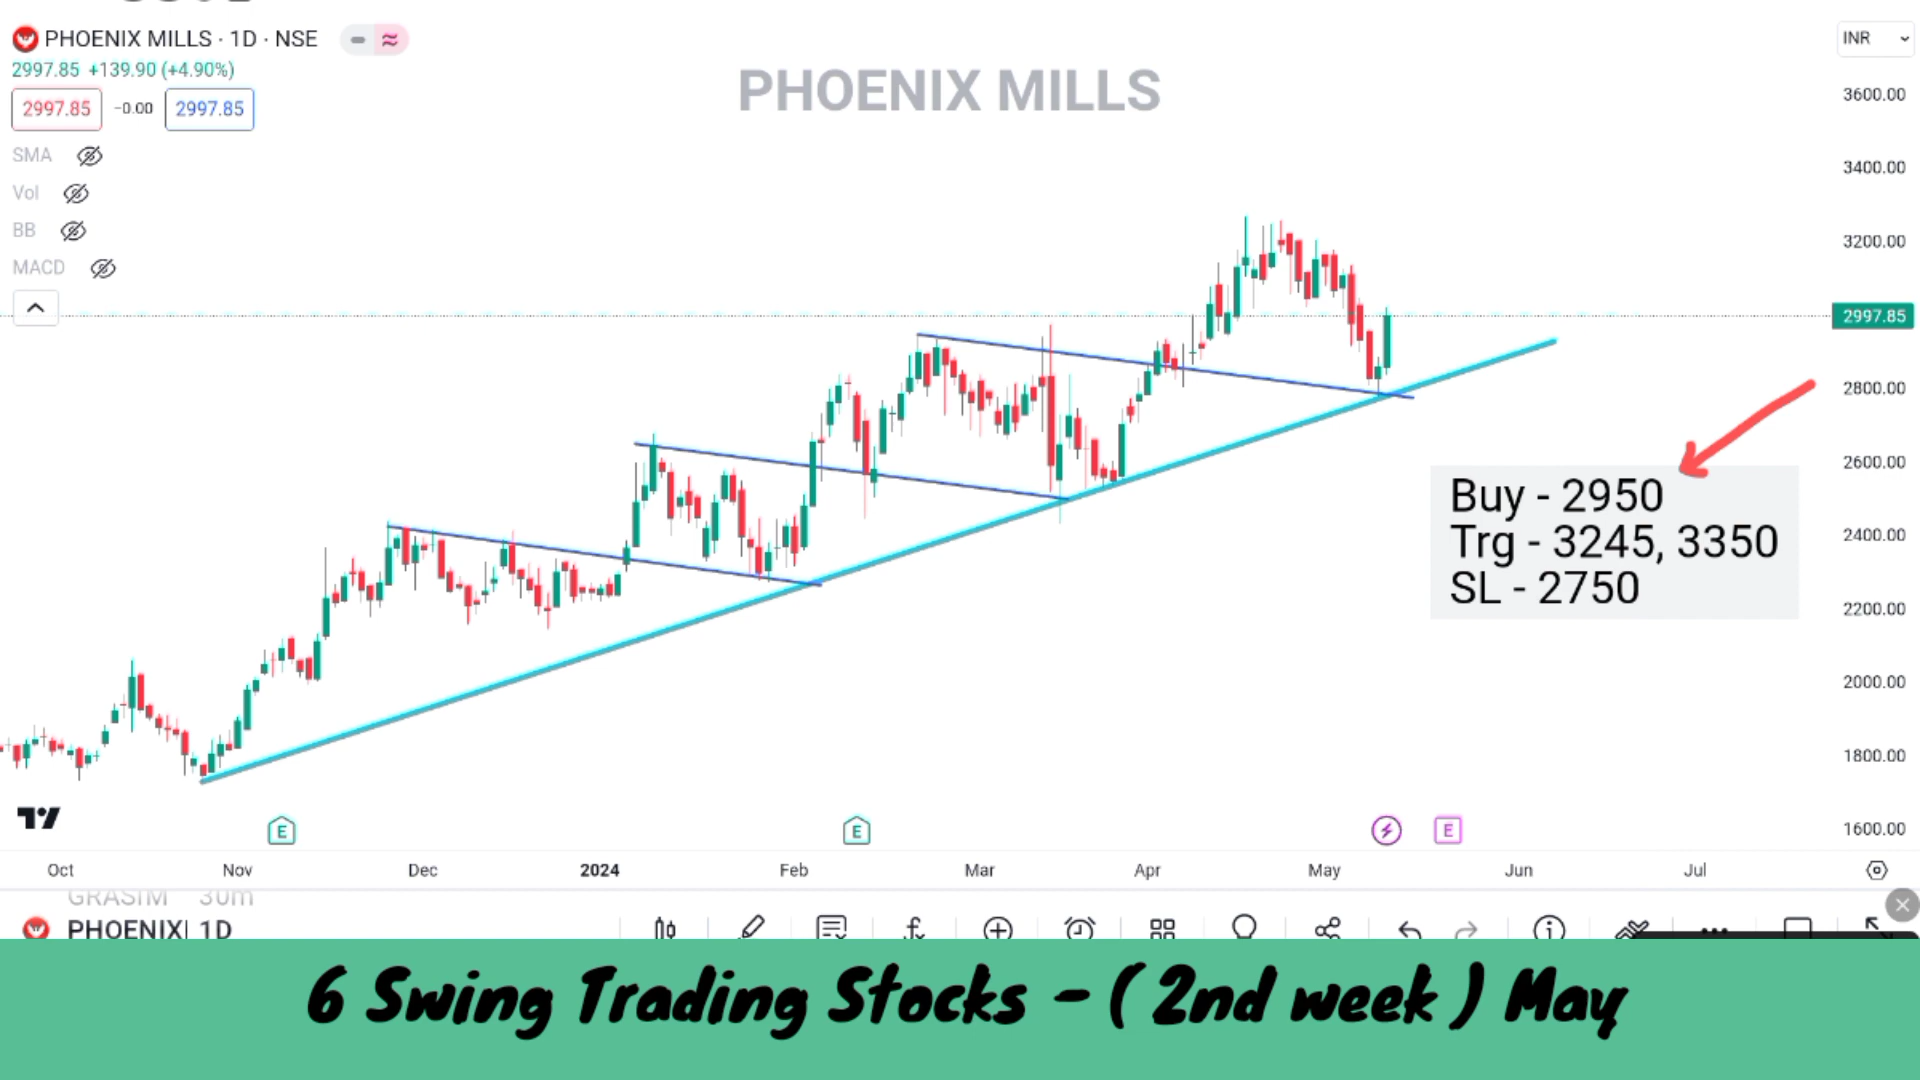 PHOENIX MILLS · 1D · NSE
2997.85 +139.90 (+4.90%)
2997.85 −0.00 2997.85
SMA
Vol
BB
MACD
PHOENIX MILLS
INR
3600.00
3400.00
3200.00
2997.85
2800.00
2600.00
2400.00
2200.00
2000.00
1800.00
1600.00
Buy - 2950
Trg - 3245, 3350
SL - 2750
E E E
Oct Nov Dec 2024 Feb Mar Apr May Jun Jul
GRASIM 30m
PHOENIXI 1D
6 Swing Trading Stocks - ( 2nd week ) May